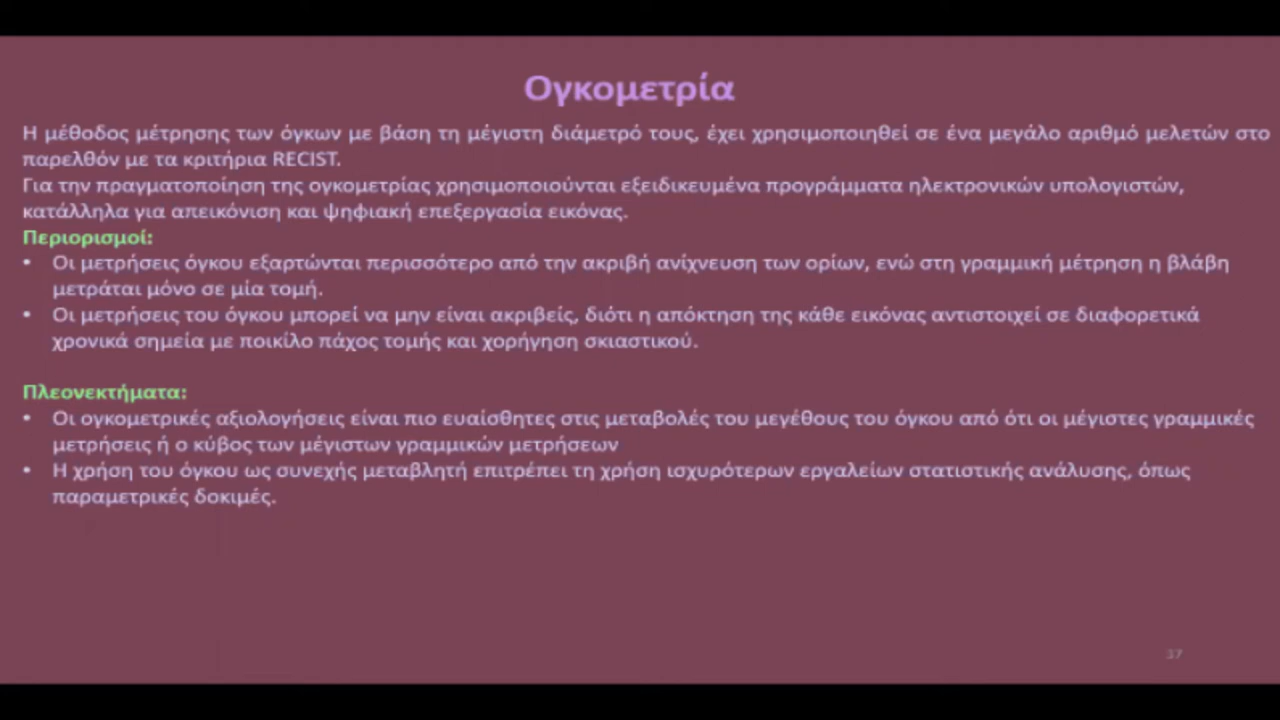 Ογκομετρία
Η μέθοδος μέτρησης των όγκων με βάση τη μέγιστη διάμετρό τους, έχει χρησιμοποιηθεί σε ένα μεγάλο αριθμό μελετών στο
παρελθόν με τα κριτήρια RECIST.
Για την πραγματοποίηση της ογκομετρίας χρησιμοποιούνται εξειδικευμένα προγράμματα ηλεκτρονικών υπολογιστών,
κατάλληλα για απεικόνιση και ψηφιακή επεξεργασία εικόνας.
Περιορισμοί:
• Οι μετρήσεις όγκου εξαρτώνται περισσότερο από την ακριβή ανίχνευση των ορίων, ενώ στη γραμμική μέτρηση η βλάβη
μετράται μόνο σε μία τομή.
• Οι μετρήσεις του όγκου μπορεί να μην είναι ακριβείς, διότι η απόκτηση της κάθε εικόνας αντιστοιχεί σε διαφορετικά
χρονικά σημεία με ποικίλο πάχος τομής και χορήγηση σκιαστικού.
Πλεονεκτήματα:
• Οι ογκομετρικές αξιολογήσεις είναι πιο ευαίσθητες στις μεταβολές του μεγέθους του όγκου από ότι οι μέγιστες γραμμικές
μετρήσεις ή ο κύβος των μέγιστων γραμμικών μετρήσεων
• Η χρήση του όγκου ως συνεχής μεταβλητή επιτρέπει τη χρήση ισχυρότερων εργαλείων στατιστικής ανάλυσης, όπως
παραμετρικές δοκιμές.
37